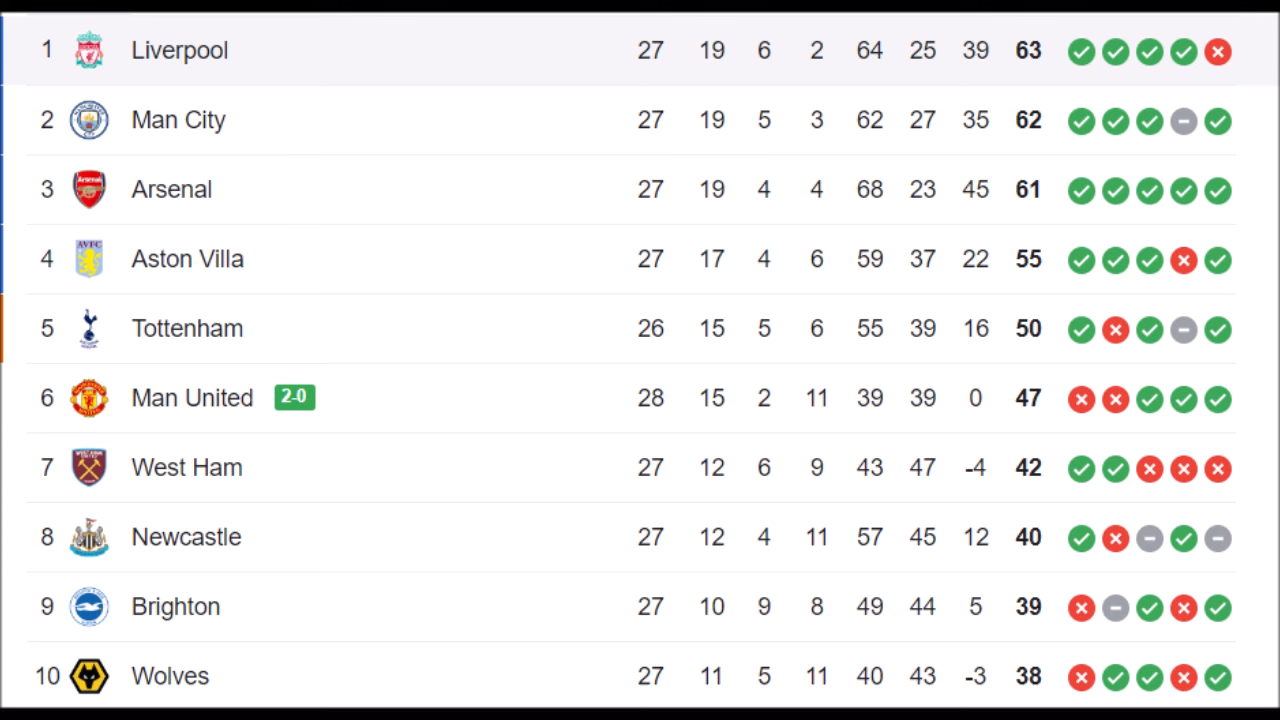 1 Liverpool 27 19 6 2 64 25 39 63
2 Man City 27 19 5 3 62 27 35 62
3 Arsenal 27 19 4 4 68 23 45 61
4 AVFC Aston Villa 27 17 4 6 59 37 22 55
5 Tottenham 26 15 5 6 55 39 16 50
6 Man United 2-0 28 15 2 11 39 39 0 47
7 West Ham 27 12 6 9 43 47 -4 42
8 Newcastle 27 12 4 11 57 45 12 40
9 Brighton 27 10 9 8 49 44 5 39
10 Wolves 27 11 5 11 40 43 -3 38